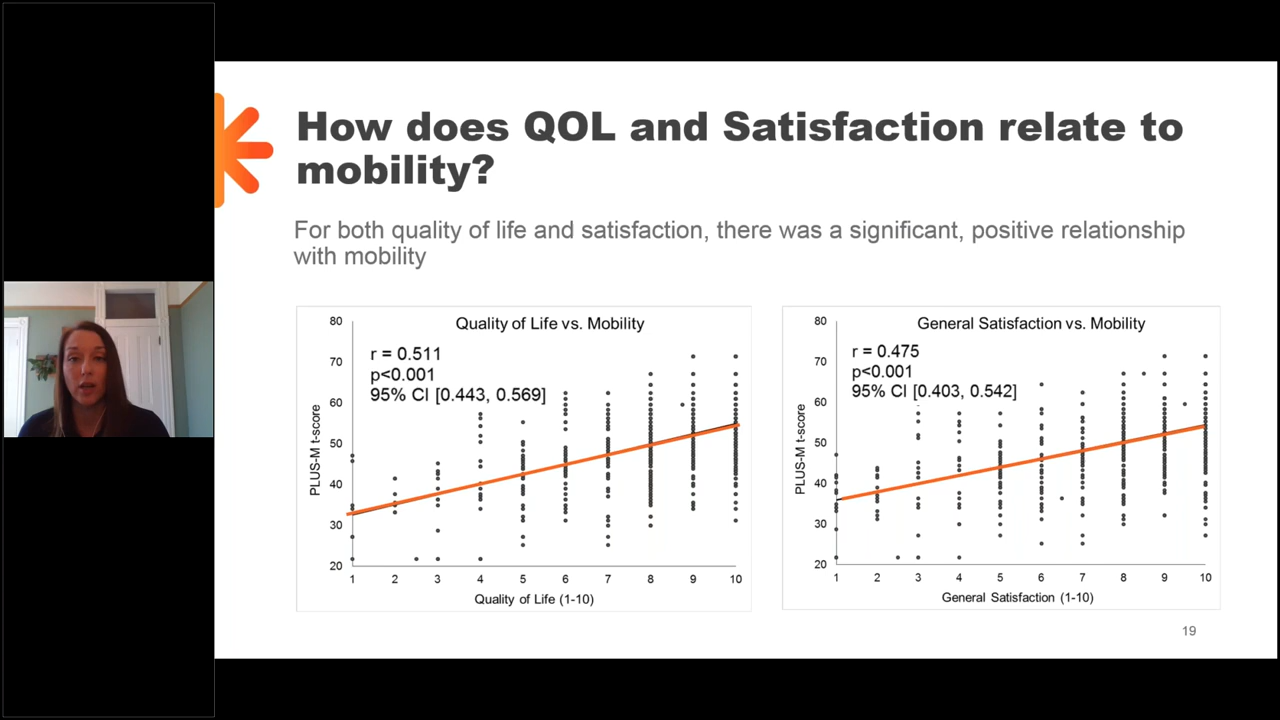 How does QOL and Satisfaction relate to
mobility?
For both quality of life and satisfaction, there was a significant, positive relationship
with mobility
Quality of Life vs. Mobility
r = 0.511
p<0.001
95% CI [0.443, 0.569]
PLUS-M t-score
80
70
60
50
40
30
20
1 2 3 4 5 6 7 8 9 10
Quality of Life (1-10)
General Satisfaction vs. Mobility
r = 0.475
p<0.001
95% CI [0.403, 0.542]
PLUS-M t-score
80
70
60
50
40
30
20
1 2 3 4 5 6 7 8 9 10
General Satisfaction (1-10)
19